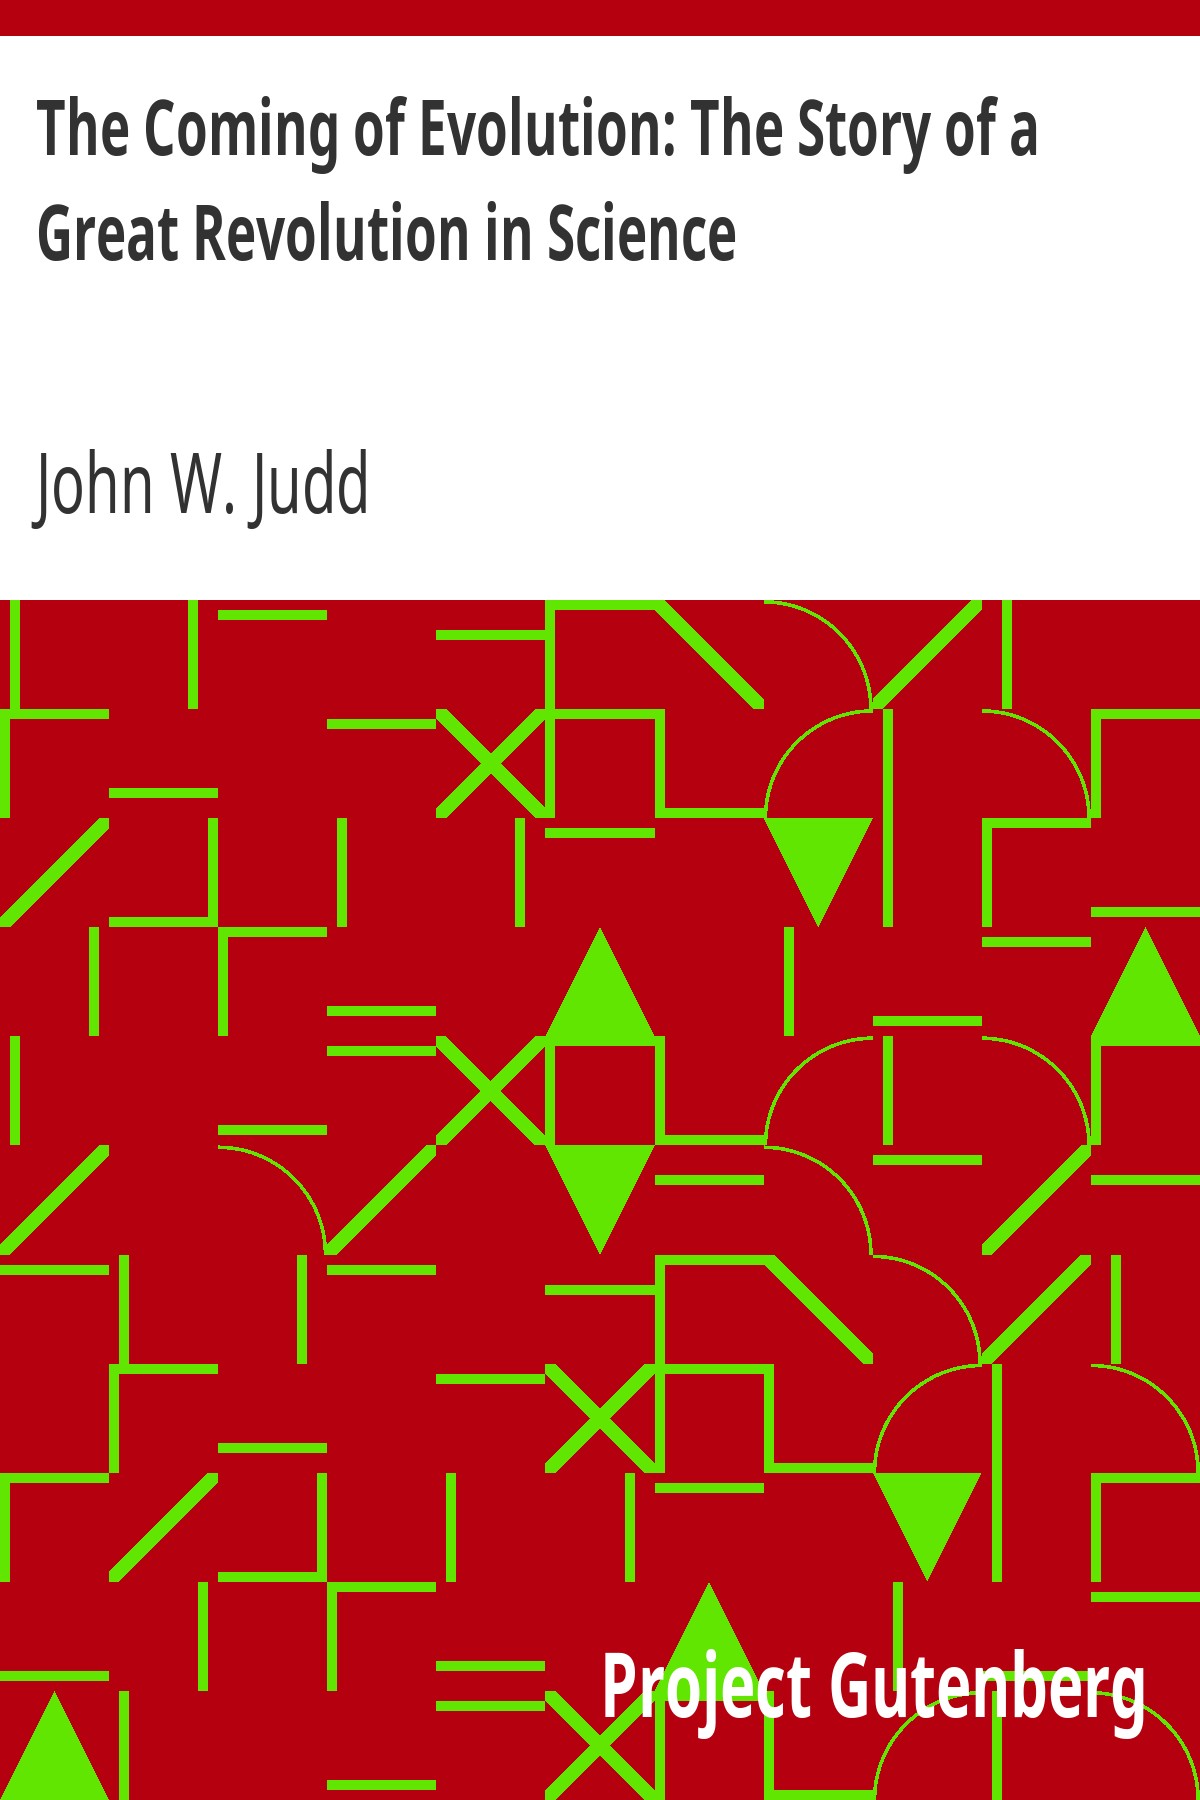 The Coming of Evolution: The Story of a
Great Revolution in Science
John W. Judd
Project Gutenberg